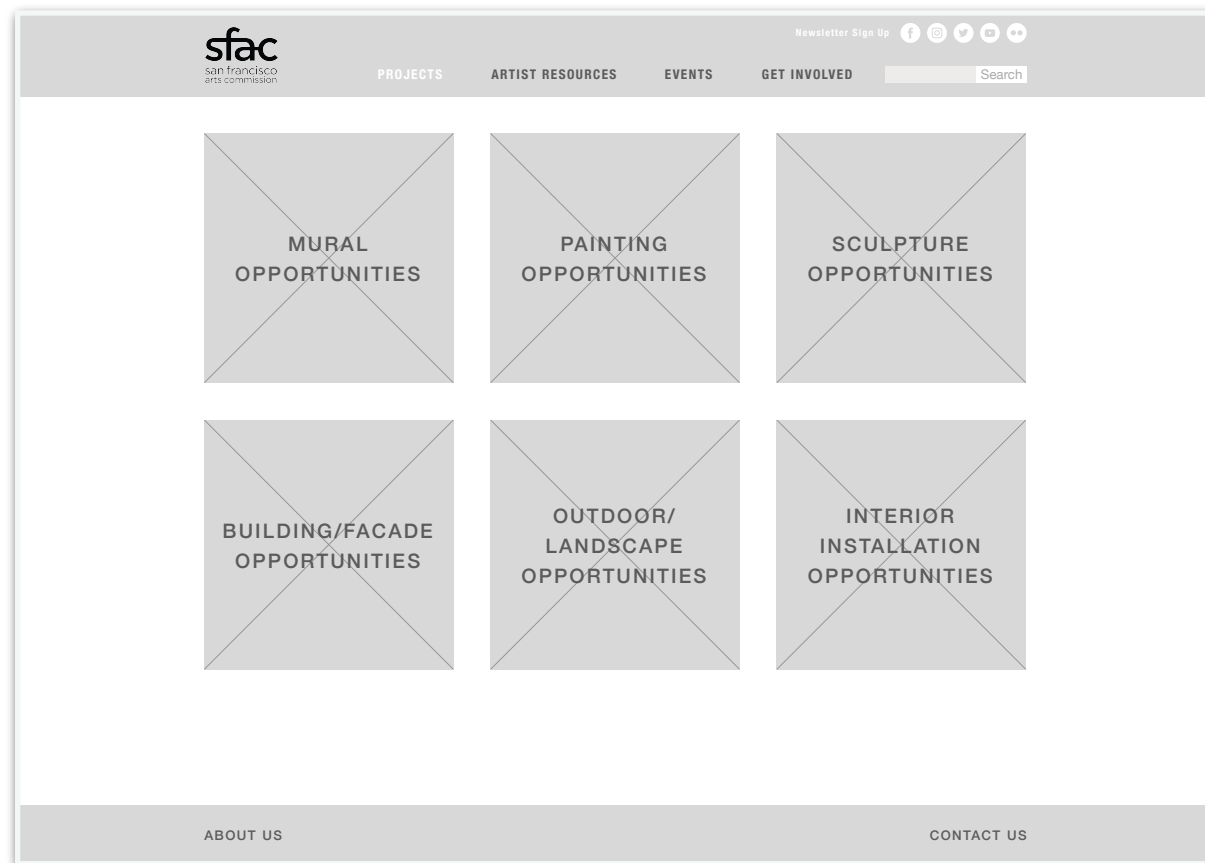 sfac
san francisco
arts commission
Newsletter Sign Up
PROJECTS
ARTIST RESOURCES
EVENTS
GET INVOLVED
Search
MURAL
OPPORTUNITIES
PAINTING
OPPORTUNITIES
SCULPTURE
OPPORTUNITIES
BUILDING/FACADE
OPPORTUNITIES
OUTDOOR/
LANDSCAPE
OPPORTUNITIES
INTERIOR
INSTALLATION
OPPORTUNITIES
ABOUT US
CONTACT US